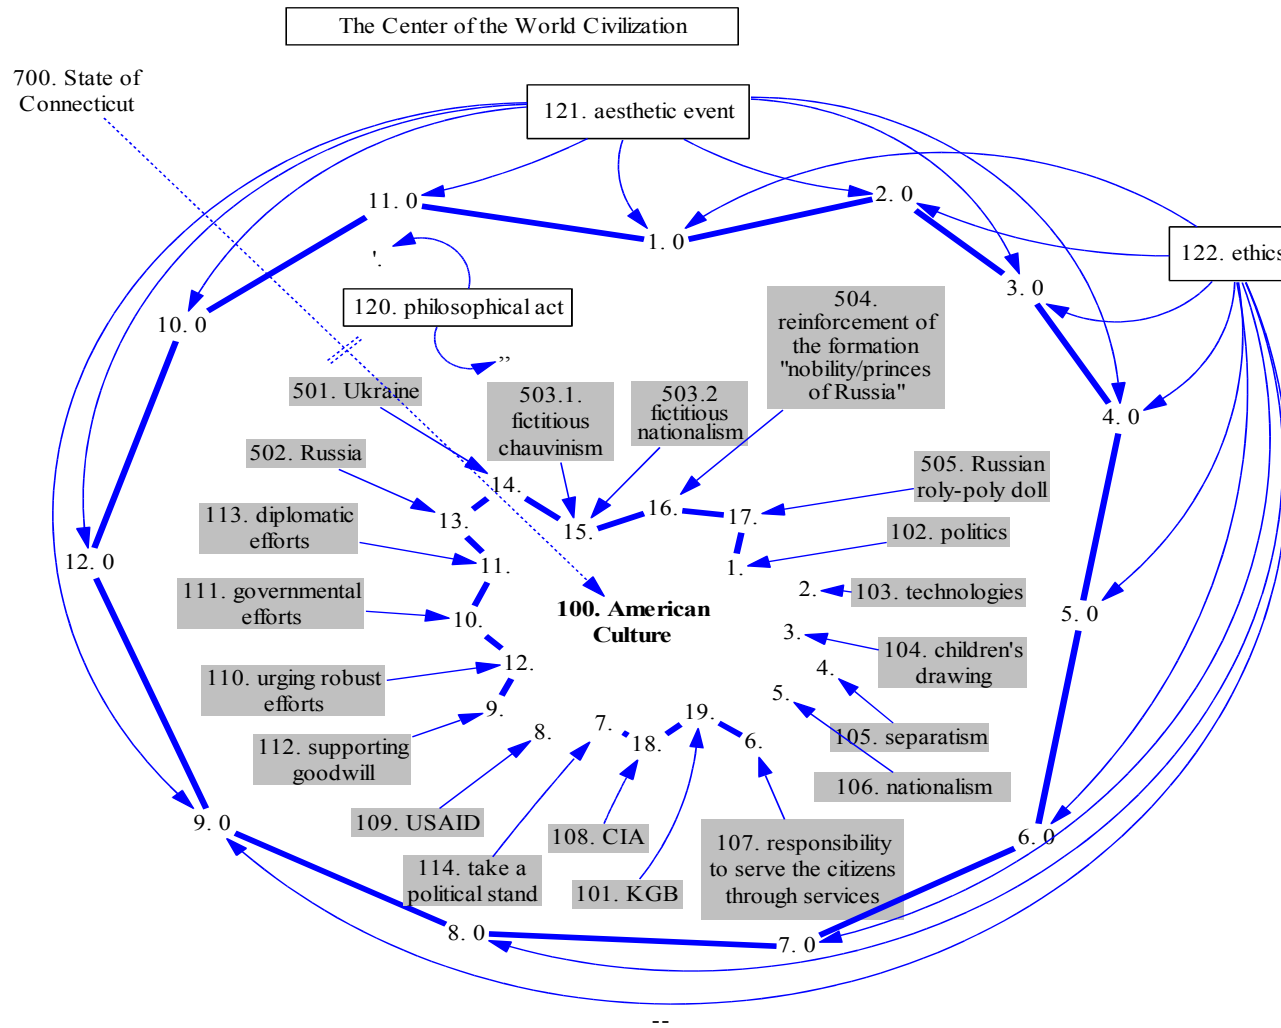 The Center of the World Civilization
700. State of
Connecticut
121. aesthetic event
11. 0
2. 0
1. 0
122. ethics
'.
3. 0
120. philosophical act
10. 0
504.
reinforcement of
the formation
"nobility/princes
of Russia"
,,
501. Ukraine
503.1.
fictitious
chauvinism
503.2
fictitious
nationalism
4. 0
502. Russia
14.
505. Russian
roly-poly doll
113. diplomatic
efforts
13.
15.
16.
17.
102. politics
12. 0
11.
1.
111. governmental
efforts
2.
103. technologies
10.
100. American
Culture
5. 0
3.
104. children's
drawing
110. urging robust
efforts
12.
4.
9.
5.
112. supporting
goodwill
8.
7.
18.
19.
6.
105. separatism
106. nationalism
9. 0
109. USAID
108. CIA
107. responsibility
to serve the citizens
through services
6. 0
114. take a
political stand
101. KGB
8. 0
7. 0
--